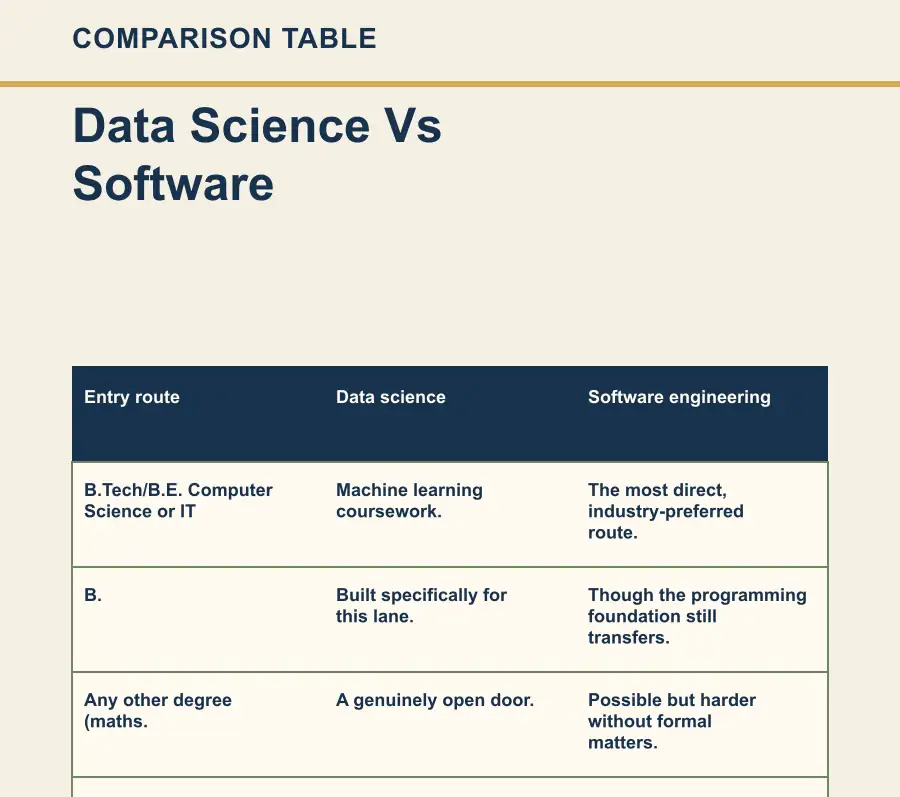 COMPARISON TABLE
Data Science Vs
Software
Entry route
Data science
Software engineering
B.Tech/B.E. Computer
Science or IT
Machine learning
coursework.
The most direct,
industry-preferred
route.
B.
Built specifically for
this lane.
Though the programming
foundation still
transfers.
Any other degree
(maths.
A genuinely open door.
Possible but harder
without formal
matters.